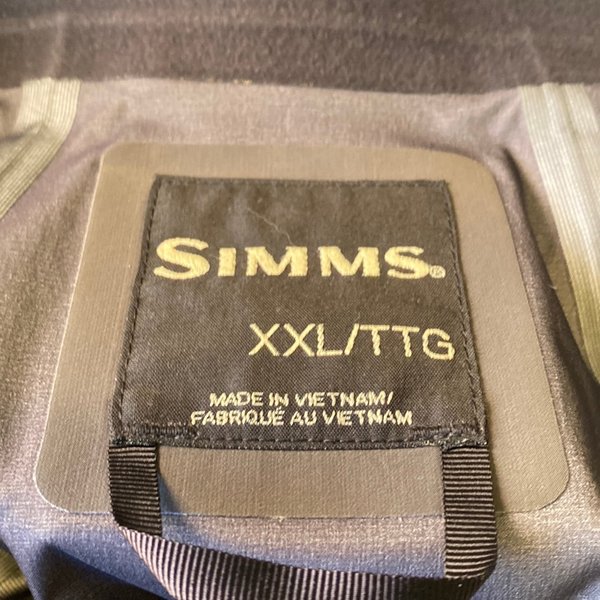 SIMMS®
XXL/TTG
MADE IN VIETNAM/
FABRIQUÉ AU VIETNAM